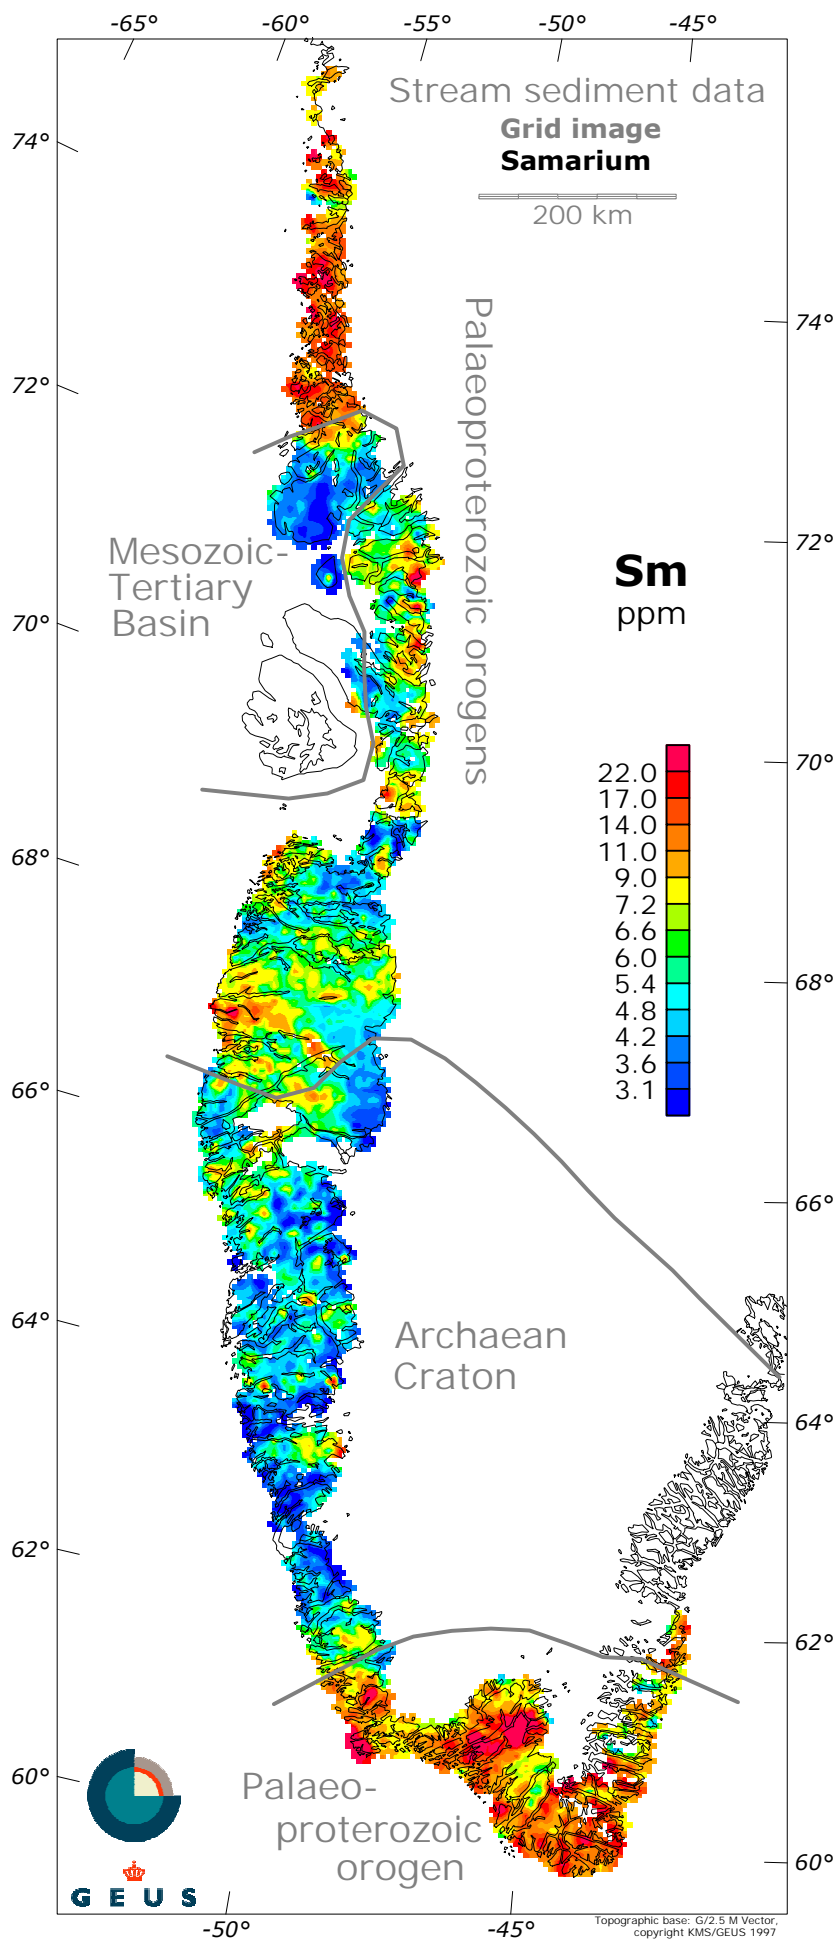 -65° -60° -55° -50° -45°
Stream sediment data
Grid image
Samarium
200 km
74°
72°
70°
68°
66°
64°
62°
60°
74°
72°
70°
68°
66°
64°
62°
60°
Palaeoproterozoic orogens
Mesozoic-
Tertiary
Basin
Sm
ppm
22.0
17.0
14.0
11.0
9.0
7.2
6.6
6.0
5.4
4.8
4.2
3.6
3.1
Archaean
Craton
Palaeo-
proterozoic
orogen
GEUS
-50° -45°
Topographic base: G/2.5 M Vector,
copyright KMS/GEUS 1997